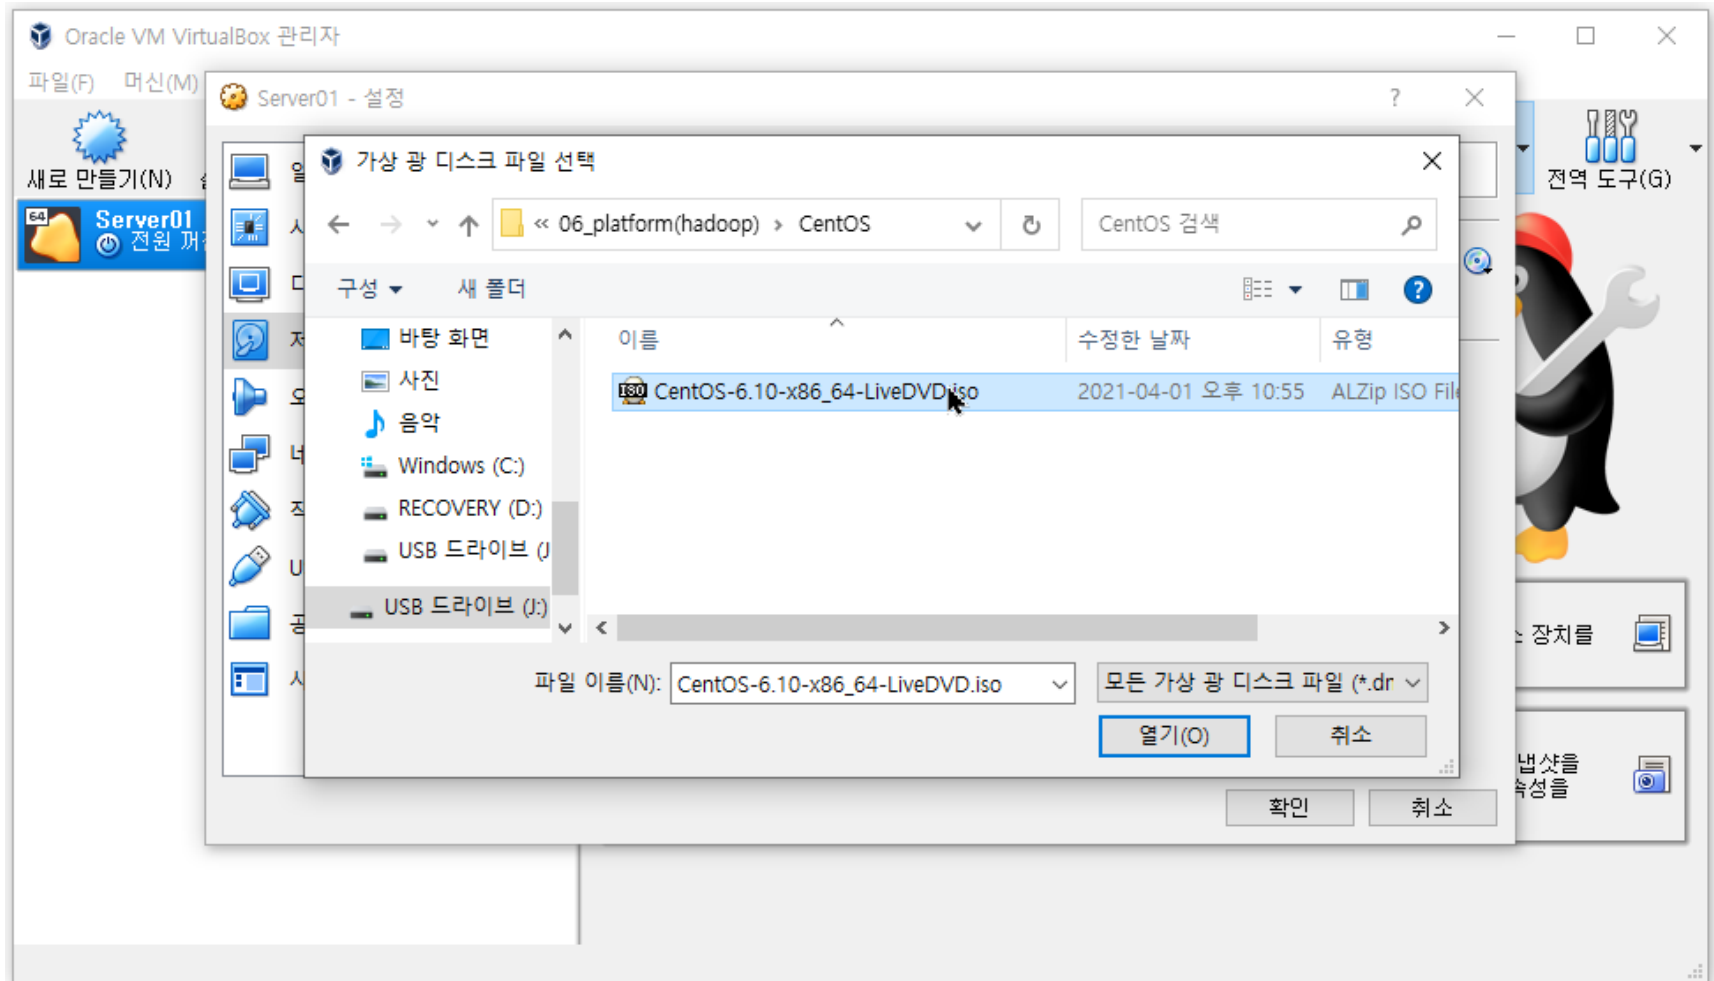 Oracle VM VirtualBox 관리자
파일(F) 머신(M)
Server01 - 설정
새로 만들기(N)
전역 도구(G)
64
Server01
전원
가상 광 디스크 파일 선택
« 06_platform(hadoop) › CentOS
CentOS 검색
구성
새 폴더
이름 수정한 날짜 유형
바탕 화면
사진
음악
Windows (C:)
RECOVERY (D:)
USB 드라이브 (J
USB 드라이브 (J:)
ISO CentOS-6.10-x86_64-LiveDVD.iso 2021-04-01 오후 10:55 ALZip ISO File
파일 이름(N): CentOS-6.10-x86_64-LiveDVD.iso 모든 가상 광 디스크 파일 (*.dm
열기(O) 취소
확인 취소
장치를
냅샷을
속성을